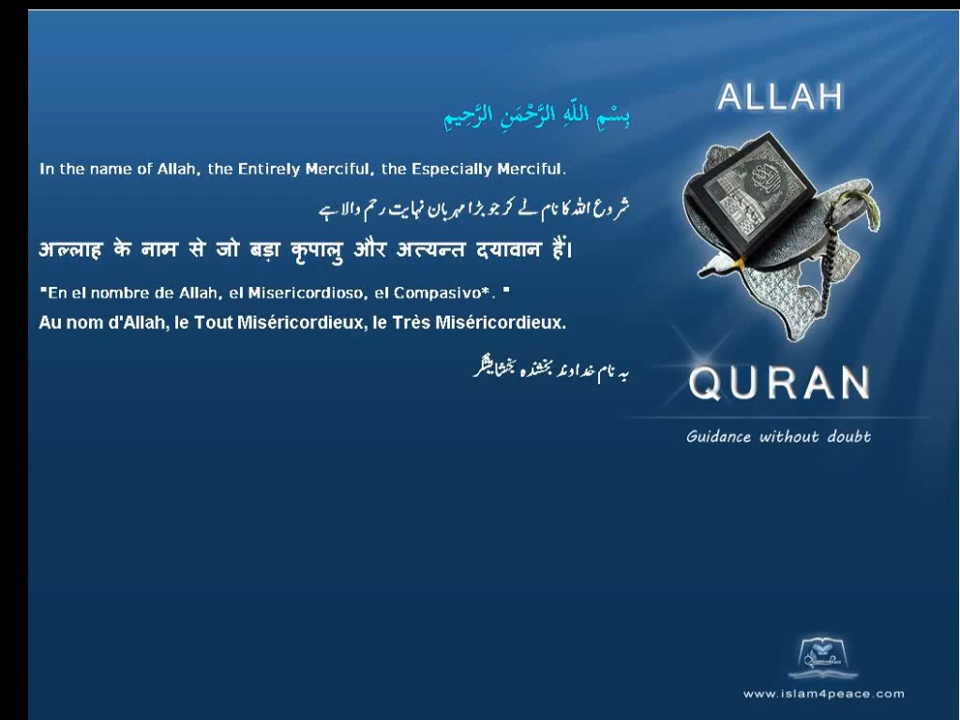 بِسْمِ اللَّهِ الرَّحْمَنِ الرَّحِيمِ
In the name of Allah, the Entirely Merciful, the Especially Merciful.
شروع الله کا نام لے کر جو بڑا مہربان نہایت رحم والا ہے
अल्लाह के नाम से जो बड़ा कृपालु और अत्यन्त दयावान हैं।
"En el nombre de Allah, el Misericordioso, el Compasivo*. "
Au nom d'Allah, le Tout Miséricordieux, le Très Miséricordieux.
به نام خداوند بخشنده بخشایشگر
ALLAH
QURAN
Guidance without doubt
www.islam4peace.com